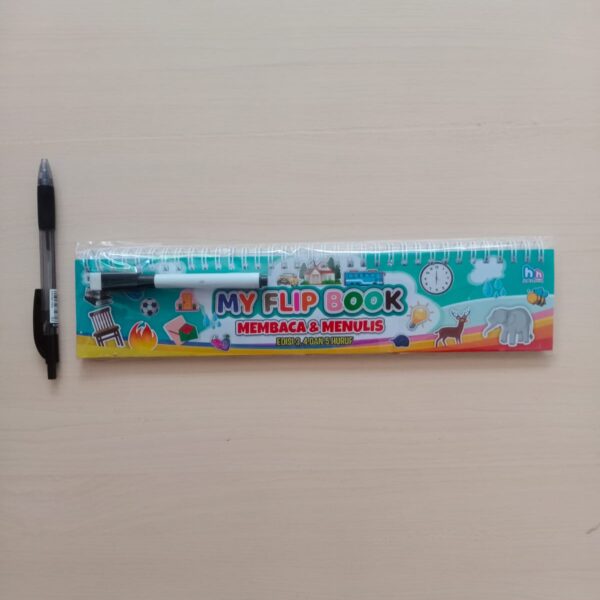 MY FLIP BOOK
MEMBACA & MENULIS
EDISI 3, 4 DAN 5 HURUF